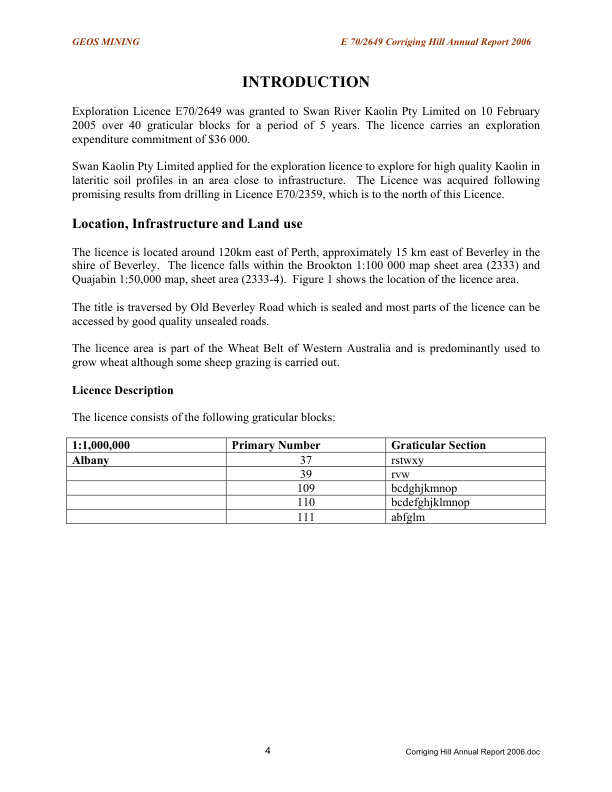 GEOS MINING E 70/2649 Corriging Hill Annual Report 2006
INTRODUCTION
Exploration Licence E70/2649 was granted to Swan River Kaolin Pty Limited on 10 February
2005 over 40 graticular blocks for a period of 5 years. The licence carries an exploration
expenditure commitment of $36 000.
Swan Kaolin Pty Limited applied for the exploration licence to explore for high quality Kaolin in
lateritic soil profiles in an area close to infrastructure. The Licence was acquired following
promising results from drilling in Licence E70/2359, which is to the north of this Licence.
Location, Infrastructure and Land use
The licence is located around 120km east of Perth, approximately 15 km east of Beverley in the
shire of Beverley. The licence falls within the Brookton 1:100 000 map sheet area (2333) and
Quajabin 1:50,000 map, sheet area (2333-4). Figure 1 shows the location of the licence area.
The title is traversed by Old Beverley Road which is sealed and most parts of the licence can be
accessed by good quality unsealed roads.
The licence area is part of the Wheat Belt of Western Australia and is predominantly used to
grow wheat although some sheep grazing is carried out.
Licence Description
The licence consists of the following graticular blocks:
1:1,000,000 Primary Number Graticular Section
Albany 37 rstwxy
39 rvw
109 bcdghjkmnop
110 bcdefghjklmnop
111 abfglm
4 Corriging Hill Annual Report 2006.doc